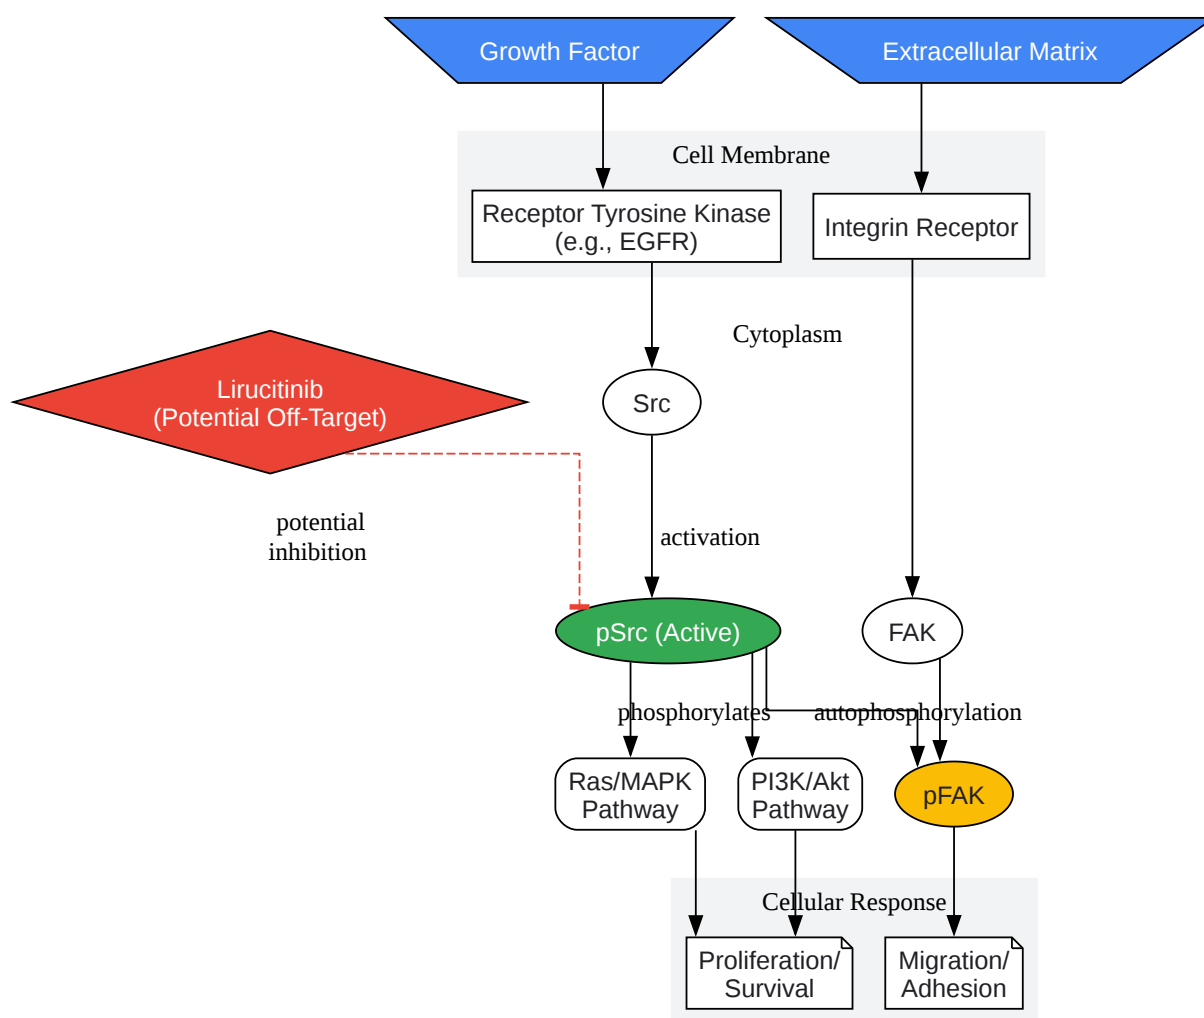 Growth Factor
Extracellular Matrix
Cell Membrane
Receptor Tyrosine Kinase
(e.g., EGFR)
Integrin Receptor
Cytoplasm
Lirucitinib
(Potential Off-Target)
Src
potential
inhibition
activation
pSrc (Active)
FAK
phosphorylates
autophosphorylation
Ras/MAPK
Pathway
PI3K/Akt
Pathway
pFAK
Cellular Response
Proliferation/
Survival
Migration/
Adhesion